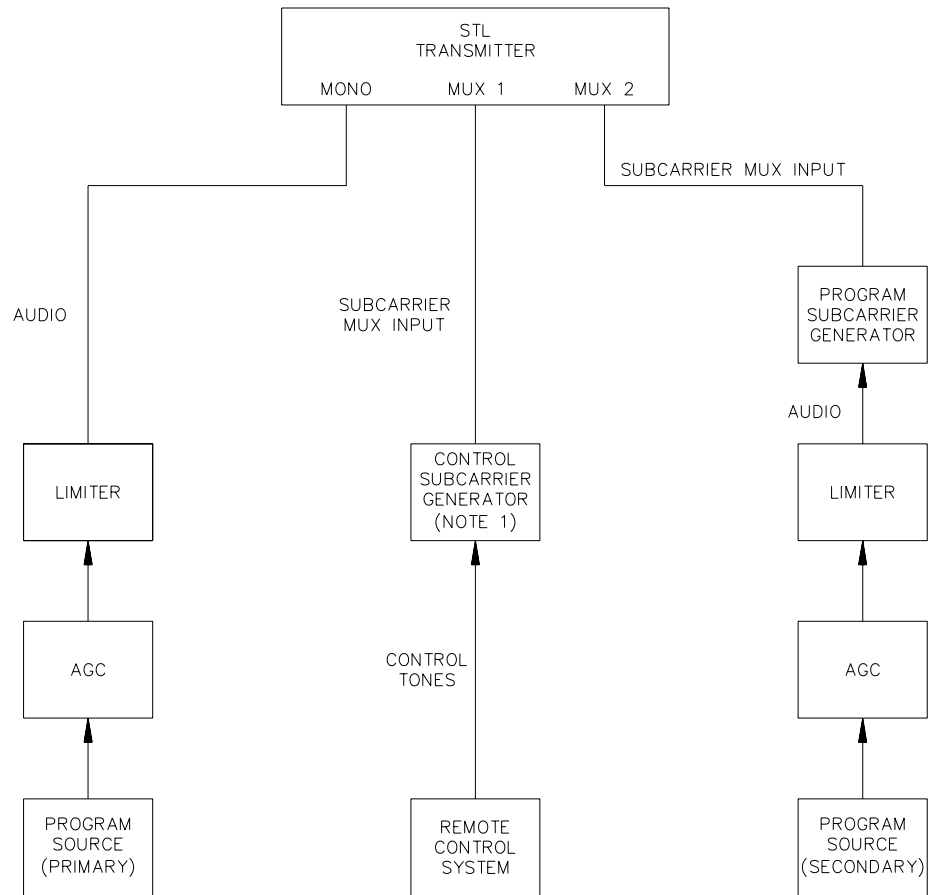 STL
TRANSMITTER
MONO
MUX 1
MUX 2
SUBCARRIER MUX INPUT
AUDIO
SUBCARRIER
MUX INPUT
PROGRAM
SUBCARRIER
GENERATOR
AUDIO
LIMITER
CONTROL
SUBCARRIER
GENERATOR
(NOTE 1)
LIMITER
AGC
CONTROL
TONES
AGC
PROGRAM
SOURCE
(PRIMARY)
REMOTE
CONTROL
SYSTEM
PROGRAM
SOURCE
(SECONDARY)